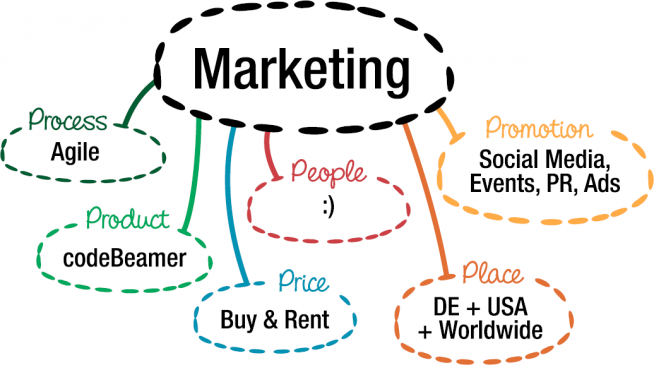 Marketing
Process
Agile
Product
codeBeamer
Price
Buy & Rent
People
:)
Place
DE + USA
+ Worldwide
Promotion
Social Media,
Events, PR, Ads